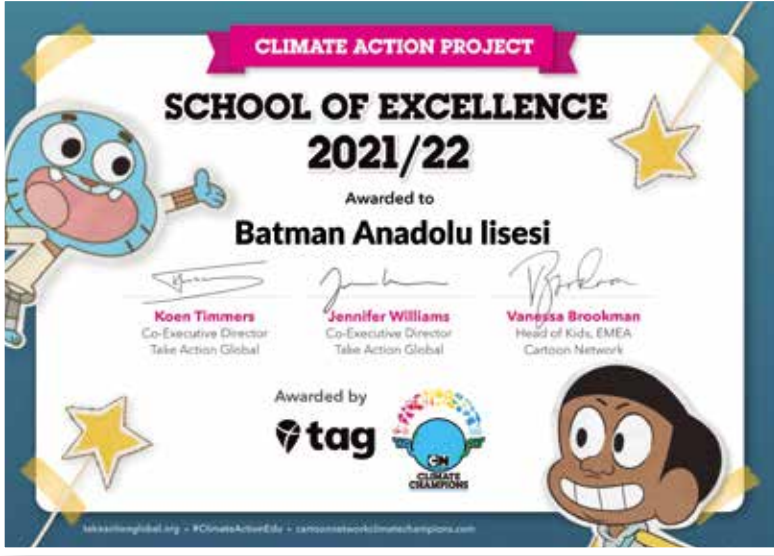 CLIMATE ACTION PROJECT
SCHOOL OF EXCELLENCE
2021/22
Awarded to
Batman Anadolu lisesi
Koen Timmers
Co-Executive Director
Take Action Global
Jennifer Williams
Co-Executive Director
Take Action Global
Vanessa Brookman
Head of Kids, EMEA
Cartoon Network
Awarded by
tag
CN
CLIMATE
CHAMPIONS
takeactionglobal.org • #ClimateActionEdu • cartoonnetworkclimatechampions.com